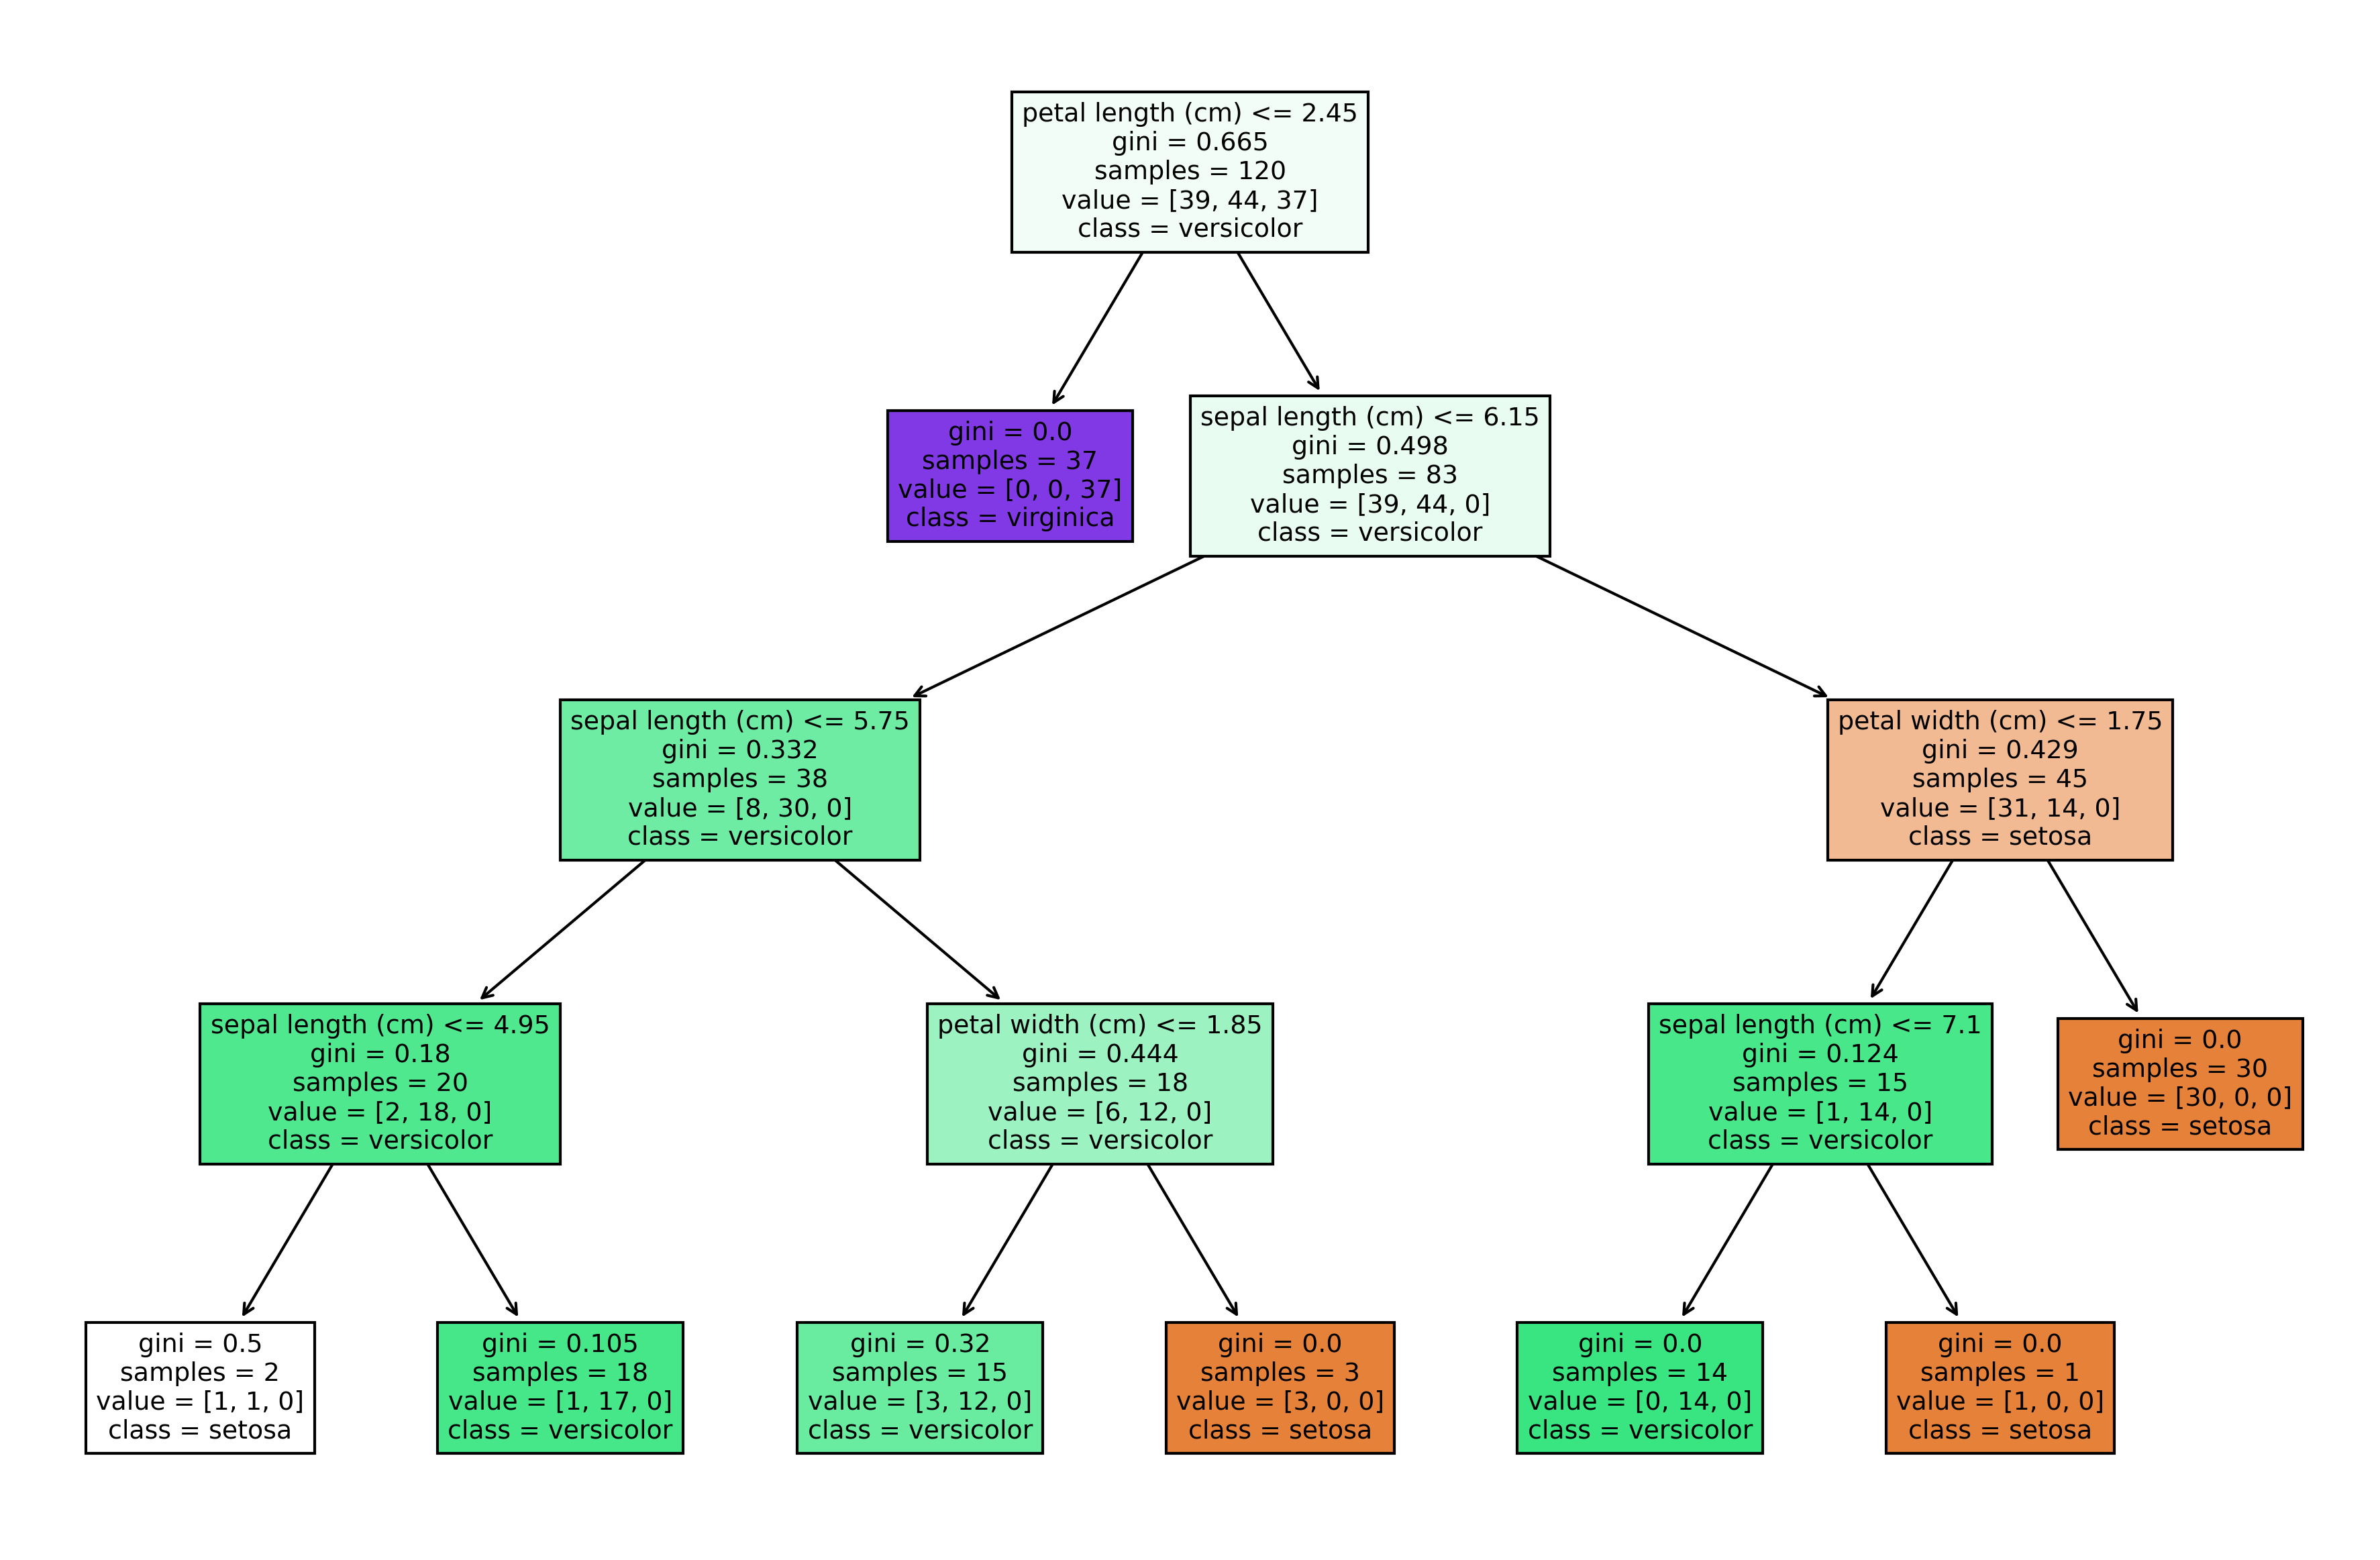 petal length (cm) <= 2.45
gini = 0.665
samples = 120
value = [39, 44, 37]
class = versicolor
gini = 0.0
samples = 37
value = [0, 0, 37]
class = virginica
sepal length (cm) <= 6.15
gini = 0.498
samples = 83
value = [39, 44, 0]
class = versicolor
sepal length (cm) <= 5.75
gini = 0.332
samples = 38
value = [8, 30, 0]
class = versicolor
petal width (cm) <= 1.75
gini = 0.429
samples = 45
value = [31, 14, 0]
class = setosa
sepal length (cm) <= 4.95
gini = 0.18
samples = 20
value = [2, 18, 0]
class = versicolor
petal width (cm) <= 1.85
gini = 0.444
samples = 18
value = [6, 12, 0]
class = versicolor
sepal length (cm) <= 7.1
gini = 0.124
samples = 15
value = [1, 14, 0]
class = versicolor
gini = 0.0
samples = 30
value = [30, 0, 0]
class = setosa
gini = 0.5
samples = 2
value = [1, 1, 0]
class = setosa
gini = 0.105
samples = 18
value = [1, 17, 0]
class = versicolor
gini = 0.32
samples = 15
value = [3, 12, 0]
class = versicolor
gini = 0.0
samples = 3
value = [3, 0, 0]
class = setosa
gini = 0.0
samples = 14
value = [0, 14, 0]
class = versicolor
gini = 0.0
samples = 1
value = [1, 0, 0]
class = setosa